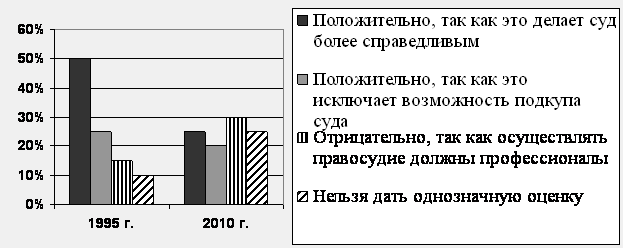 60%
50%
40%
30%
20%
10%
0%
1995 г.
2010 г.
Положительно, так как это делает суд
более справедливым
Положительно, так как это
исключает возможность подкупа
суда
Отрицательно, так как осуществлять
правосудие должны профессионалы
Нельзя дать однозначную оценку